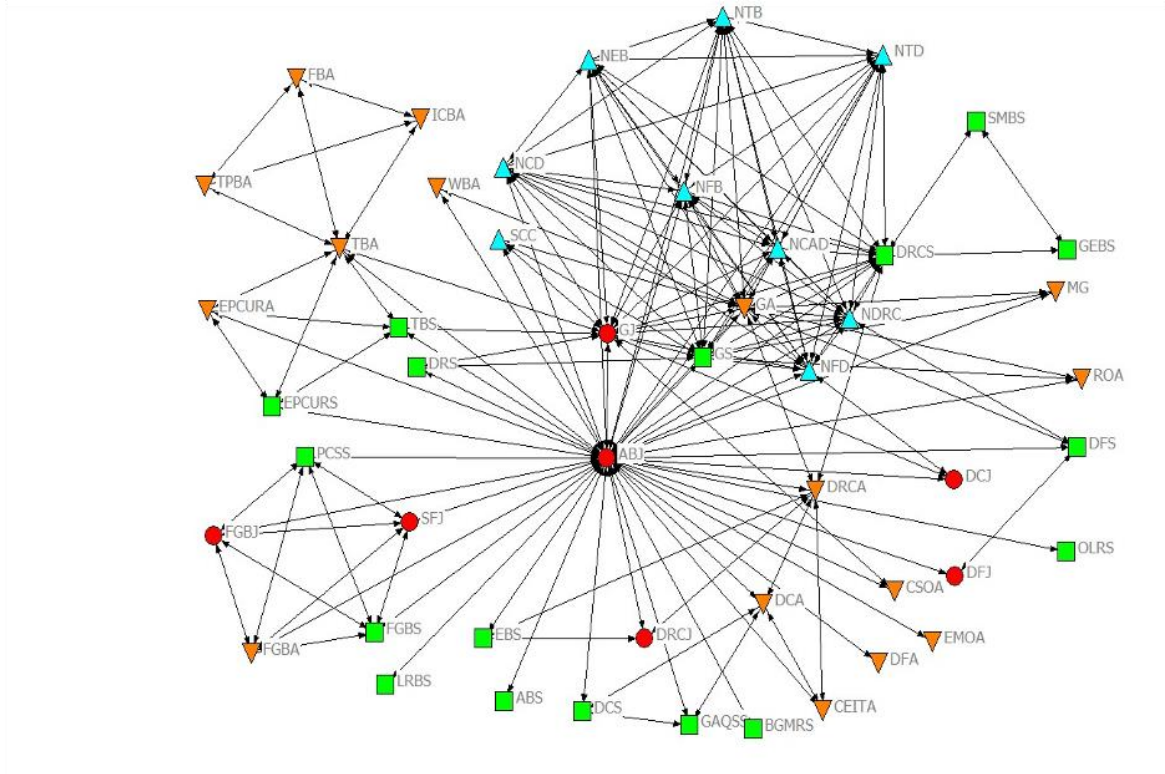 NTB
NEB
NTD
FBA
ICBA
SMBS
NCD
TPBA
WBA
NFB
SCC
TBA
NCAD
DRCS
GEBS
MG
EPCURA
GA
NDRC
TBS
GJ
GS
DRS
NFD
ROA
EPCURS
PCSS
ABJ
DFS
DCJ
DRCA
FGBJ
SFJ
OLRS
DFJ
CSOA
DCA
FGBS
EBS
DRCJ
EMOA
FGBA
DFA
LRBS
ABS
DCS
CEITA
GAQSS
BGMRS